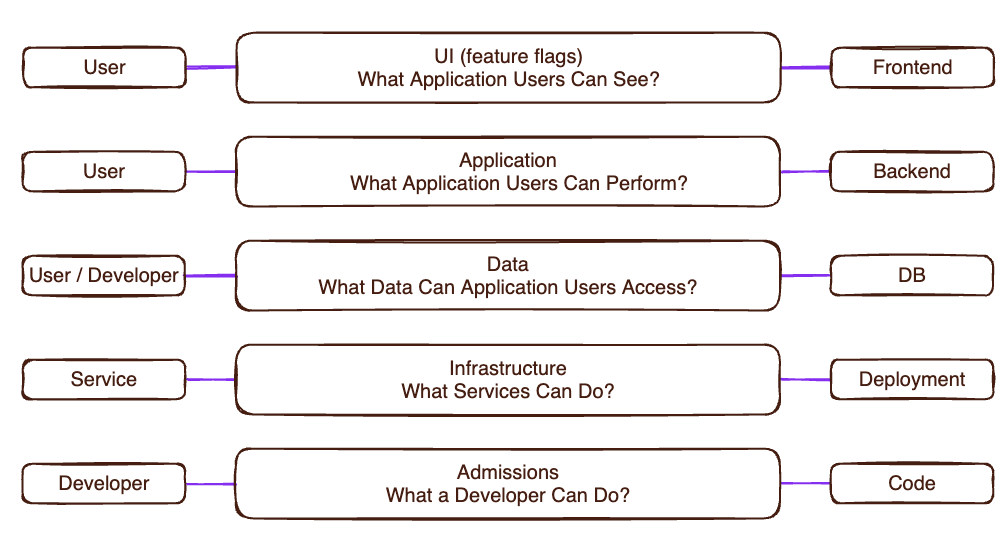 User
UI (feature flags)
What Application Users Can See?
Frontend
User
Application
What Application Users Can Perform?
Backend
User / Developer
Data
What Data Can Application Users Access?
DB
Service
Infrastructure
What Services Can Do?
Deployment
Developer
Admissions
What a Developer Can Do?
Code